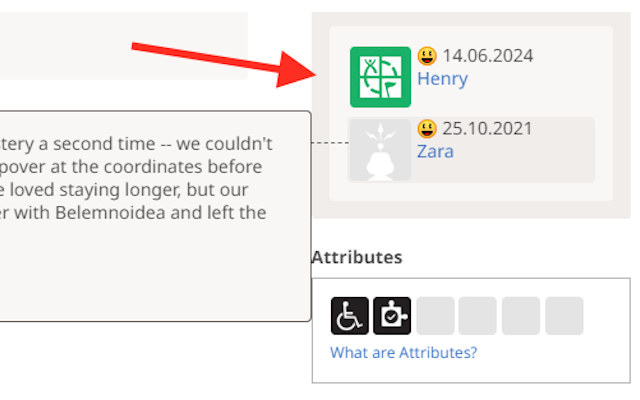 😃 14.06.2024
Henry
😃 25.10.2021
Zara
tery a second time -- we couldn't
pover at the coordinates before
e loved staying longer, but our
er with Belemnoidea and left the
Attributes
What are Attributes?